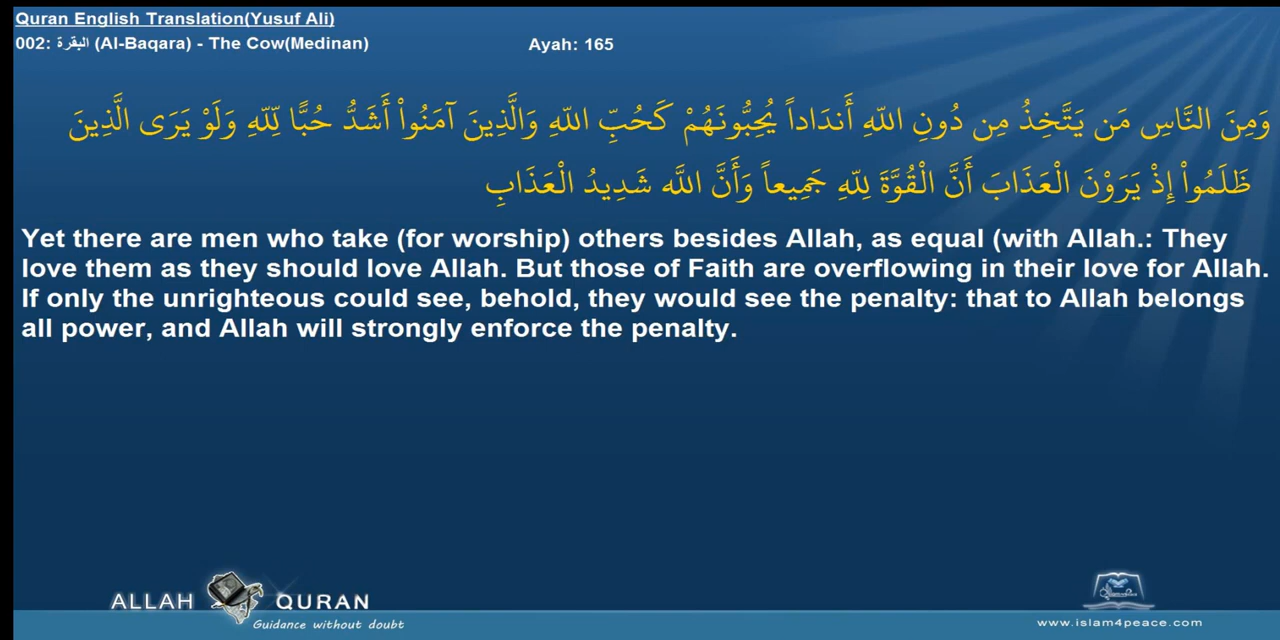 Quran English Translation(Yusuf Ali)
002: البقرة (Al-Baqara) - The Cow(Medinan) Ayah: 165
وَمِنَ النَّاسِ مَن يَتَّخِذُ مِن دُونِ اللّهِ أَندَاداً يُحِبُّونَهُمْ كَحُبِّ اللّهِ وَالَّذِينَ آمَنُواْ أَشَدُّ حُبًّا لِّلّهِ وَلَوْ يَرَى الَّذِينَ
ظَلَمُواْ إِذْ يَرَوْنَ الْعَذَابَ أَنَّ الْقُوَّةَ لِلّهِ جَمِيعاً وَأَنَّ اللّهَ شَدِيدُ الْعَذَابِ
Yet there are men who take (for worship) others besides Allah, as equal (with Allah.: They
love them as they should love Allah. But those of Faith are overflowing in their love for Allah.
If only the unrighteous could see, behold, they would see the penalty: that to Allah belongs
all power, and Allah will strongly enforce the penalty.
ALLAH QURAN
Guidance without doubt
www.islam4peace.com